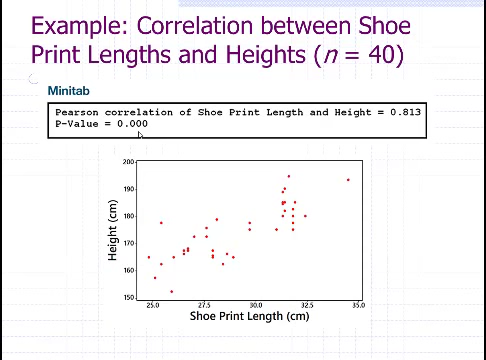 Example: Correlation between Shoe
Print Lengths and Heights (n = 40)
Minitab
Pearson correlation of Shoe Print Length and Height = 0.813
P-Value = 0.000
200
190
180
170
160
150
Height (cm)
25.0 27.5 30.0 32.5 35.0
Shoe Print Length (cm)